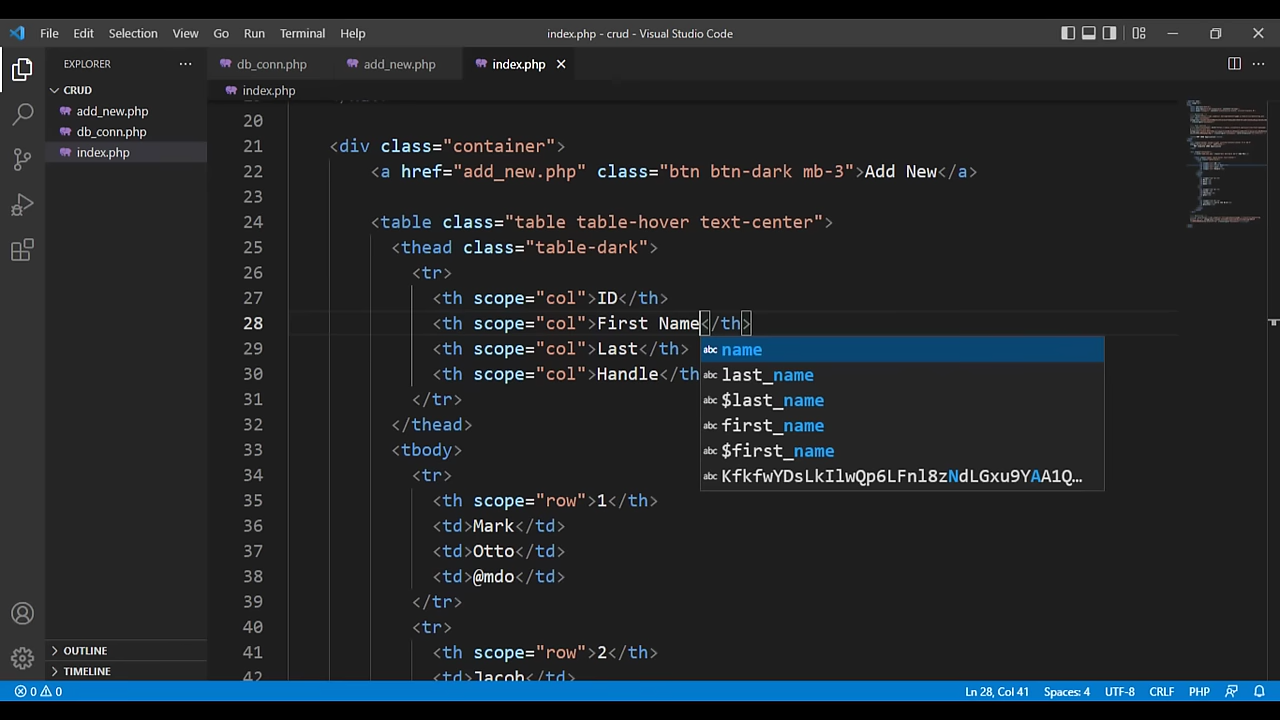 File Edit Selection View Go Run Terminal Help
index.php - crud - Visual Studio Code
EXPLORER
CRUD
add_new.php
db_conn.php
index.php
OUTLINE
TIMELINE
db_conn.php add_new.php index.php
index.php
20
21 <div class="container">
22 <a href="add_new.php" class="btn btn-dark mb-3">Add New</a>
23
24 <table class="table table-hover text-center">
25 <thead class="table-dark">
26 <tr>
27 <th scope="col">ID</th>
28 <th scope="col">First Name</th>
29 <th scope="col">Last</th>
30 <th scope="col">Handle</th
31 </tr>
32 </thead>
33 <tbody>
34 <tr>
35 <th scope="row">1</th>
36 <td>Mark</td>
37 <td>Otto</td>
38 <td>@mdo</td>
39 </tr>
40 <tr>
41 <th scope="row">2</th>
42 <td>Jacob</td>
abc name
abc last_name
abc $last_name
abc first_name
abc $first_name
abc KfkfwYDsLkIlwQp6LFnl8zNdLGxu9YAA1Q…
0 0
Ln 28, Col 41 Spaces: 4 UTF-8 CRLF PHP